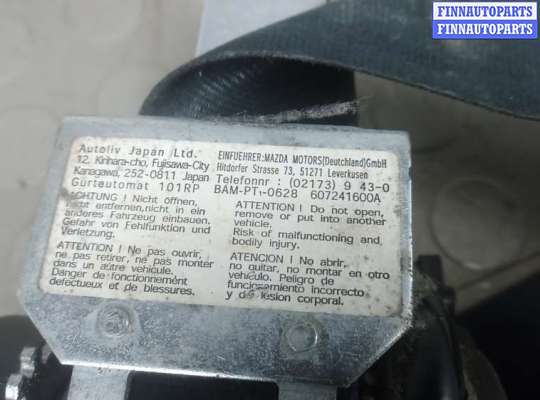 FINNAUTOPARTS
FINNAUTOPARTS
Autoliv Japan Ltd.
12, Kirihara-cho, Fujisawa-City
Kanagawa, 252-0811 Japan
Gürtautomat 101RP
EINFUEHRER:MAZDA MOTORS(Deutchland)GmbH
Hitdorfer Strasse 73, 51271 Leverkusen
Telefonnr : (02173) 9 43-0
BAM-PT₁-0628 607241600A
ACHTUNG ! Nicht öffnen,
nicht entfernen, nicht in ein
anderes Fahrzeug einbauen.
Gefahr von Fehlfunktion und
Verletzung.
ATTENTION ! Do not open,
remove or put into another
vehicle.
Risk of malfunctioning and
bodily injury.
ATTENTION ! Ne pas ouvrir,
ne pas retirer, ne pas monter
dans un autre véhicule.
Danger de fonctionnement
defectueux et de blessures.
ATENCION ! No abrir,
no quitar, no montar en otro
vehículo. Peligro de
funcionamiento incorrecto
y de lesion corporal.